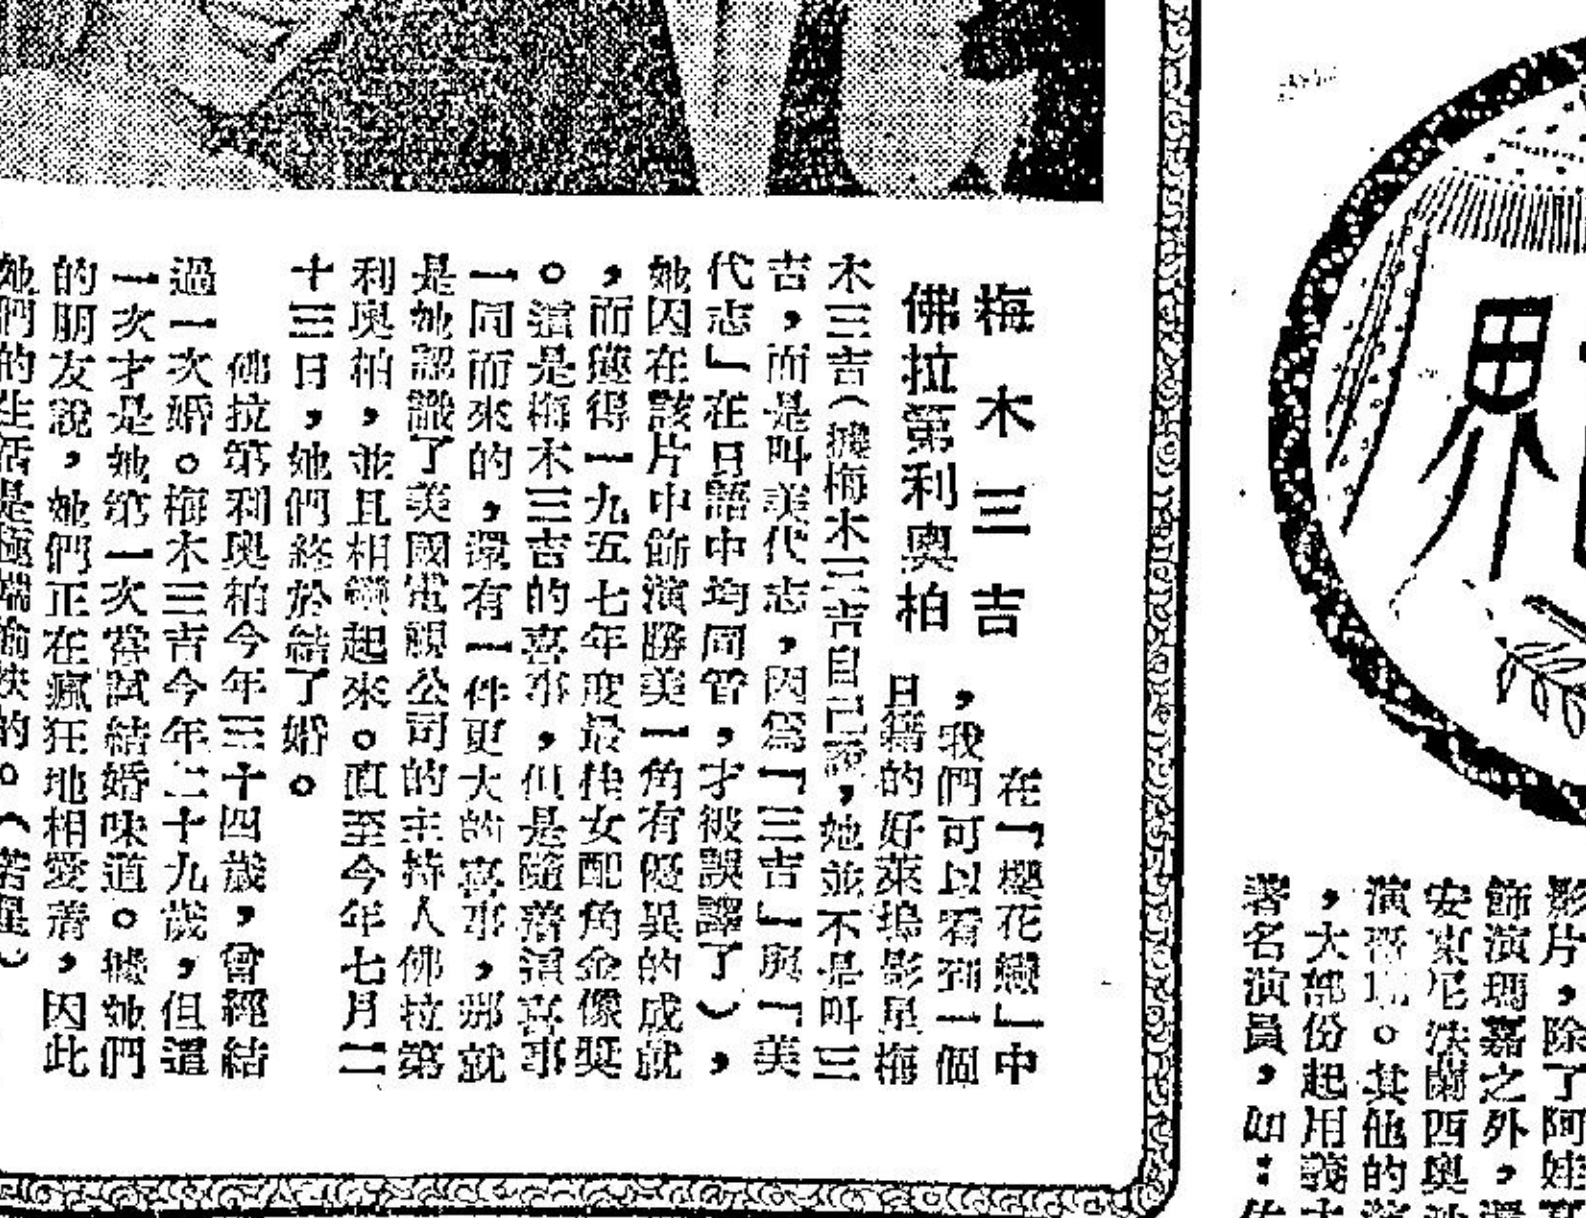 梅木三吉
佛拉第利奧柏
在「櫻花戀」中
，我們可以看到一個
日籍的好萊塢影星梅
木三吉（據梅木三吉自己說，她並不是叫三
吉，而是叫美代志，因爲「三吉」與「美
代志」在日語中均同音，才被誤譯了），
她因在該片中飾演勝美一角有優異的成就
，而獲得一九五七年度最佳女配角金像獎
。這是梅木三吉的喜事，但是隨着這喜事
一同而來的，還有一件更大的喜事，那就
是她認識了美國電視公司的主持人佛拉第
利奧柏，並且相戀起來。直至今年七月二
十三日，她們終於結了婚。
佛拉第利奧柏今年三十四歲，曾經結
過一次婚。梅木三吉今年二十九歲，但這
一次才是她第一次嘗試結婚味道。據她們
的朋友說，她們正在瘋狂地相愛着，因此
她們的生活是極端愉快的。
界
影片，除了阿娃
飾演瑪嘉之外，還
安東尼法蘭西奧
演 。其他的演
，大部份起用義大
署名演員，如：